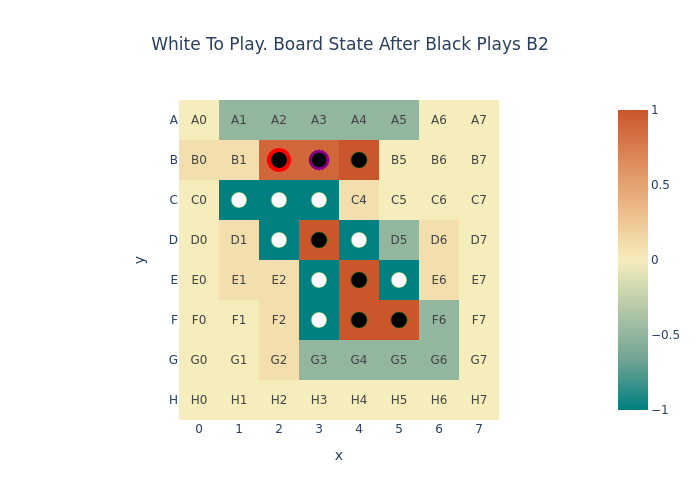 White To Play. Board State After Black Plays B2
A A0 A1 A2 A3 A4 A5 A6 A7
B B0 B1 B5 B6 B7
C C0 C4 C5 C6 C7
D D0 D1 D5 D6 D7
E E0 E1 E2 E6 E7
F F0 F1 F2 F6 F7
G G0 G1 G2 G3 G4 G5 G6 G7
H H0 H1 H2 H3 H4 H5 H6 H7
0 1 2 3 4 5 6 7
x
y
1
0.5
0
−0.5
−1